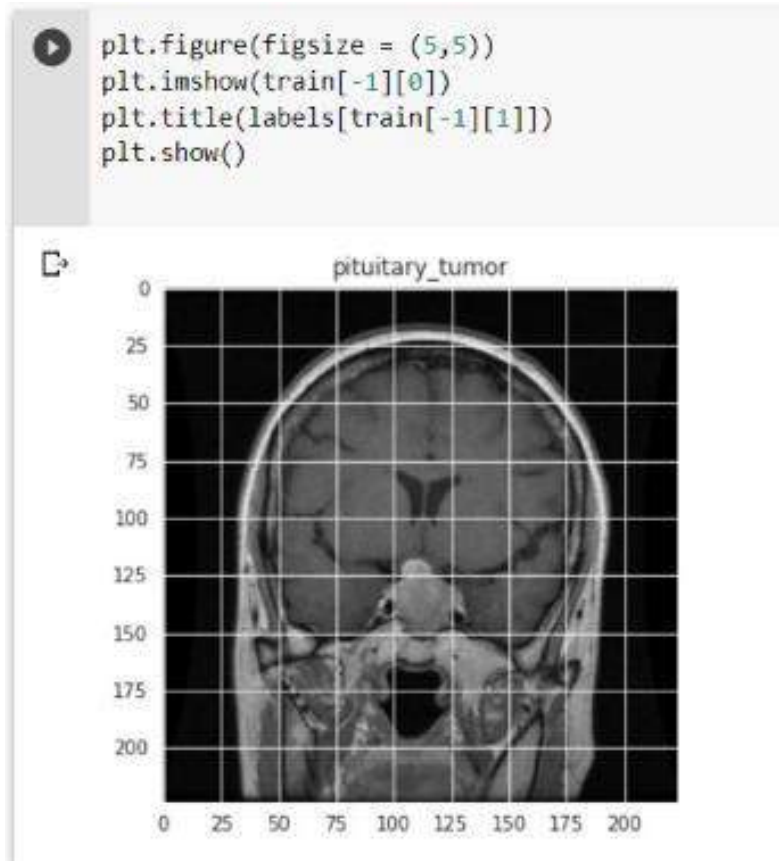 plt.figure(figsize = (5,5))
plt.imshow(train[-1][0])
plt.title(labels[train[-1][1]])
plt.show()
pituitary_tumor
0
25
50
75
100
125
150
175
200
0 25 50 75 100 125 150 175 200